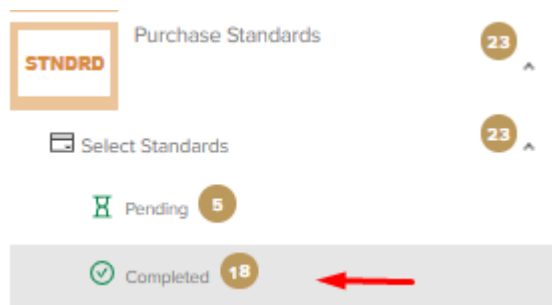 Purchase Standards 23
STNDRD
Select Standards 23
Pending 5
Completed 18